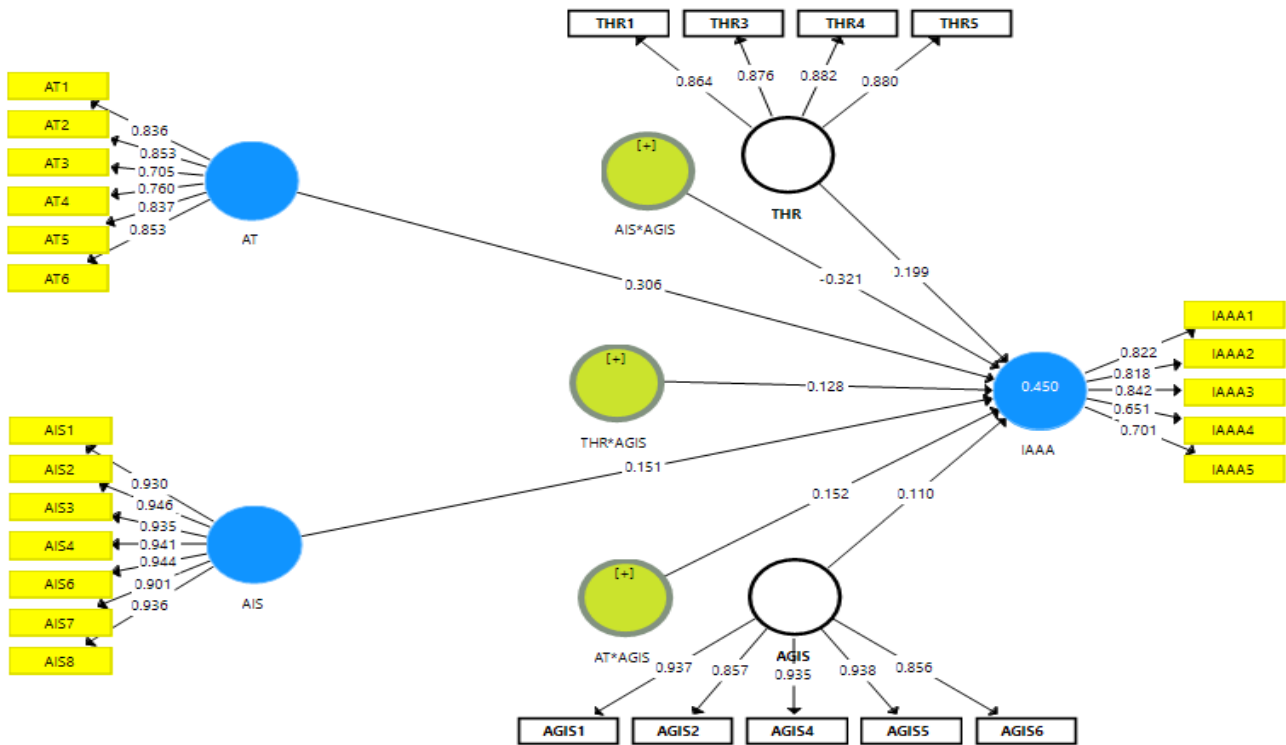 THR1 THR3 THR4 THR5
0.864 0.876 0.882 0.880
AT1
AT2
AT3
AT4
AT5
AT6
0.836
0.853
0.705
0.760
0.837
0.853
AT
[+]
AIS*AGIS
THR
0.306
-0.321
0.199
[+]
THR*AGIS
0.128
0.450
IAAA
0.822
0.818
0.842
0.651
0.701
IAAA1
IAAA2
IAAA3
IAAA4
IAAA5
AIS1
AIS2
AIS3
AIS4
AIS6
AIS7
AIS8
0.930
0.946
0.935
0.941
0.944
0.901
0.936
AIS
0.151
0.152
0.110
[+]
AT*AGIS
AGIS
0.937 0.857 0.935 0.938 0.856
AGIS1 AGIS2 AGIS4 AGIS5 AGIS6